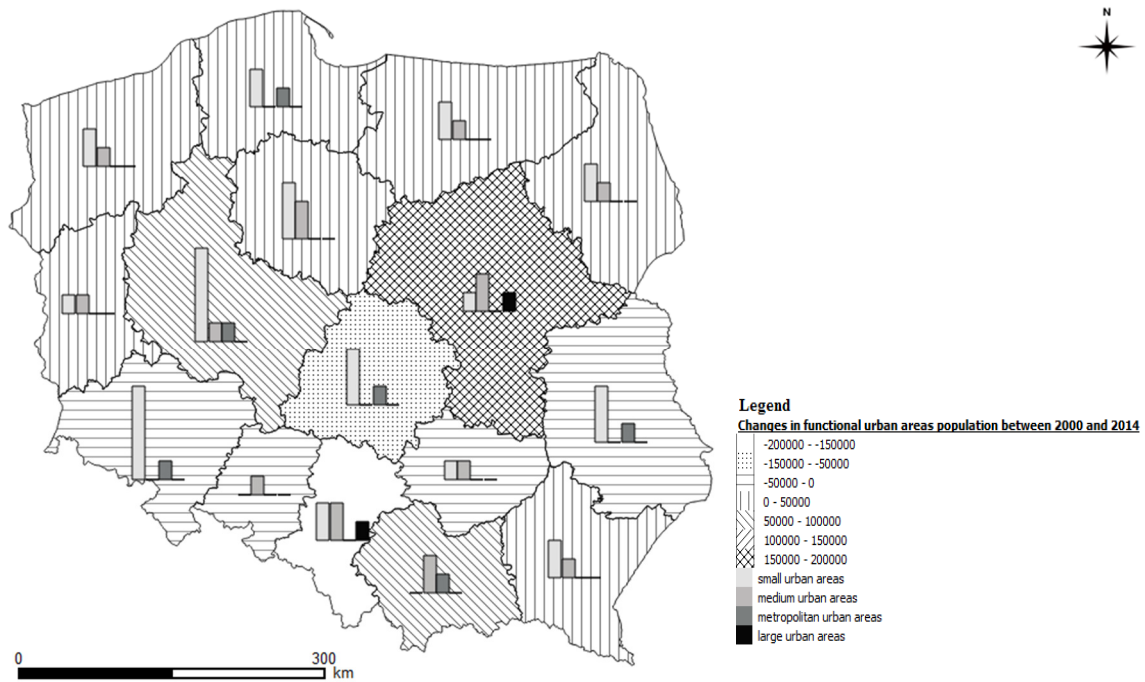 N
Legend
Changes in functional urban areas population between 2000 and 2014
-200000 - -150000
-150000 - -50000
-50000 - 0
0 - 50000
50000 - 100000
100000 - 150000
150000 - 200000
small urban areas
medium urban areas
metropolitan urban areas
large urban areas
0 300
km